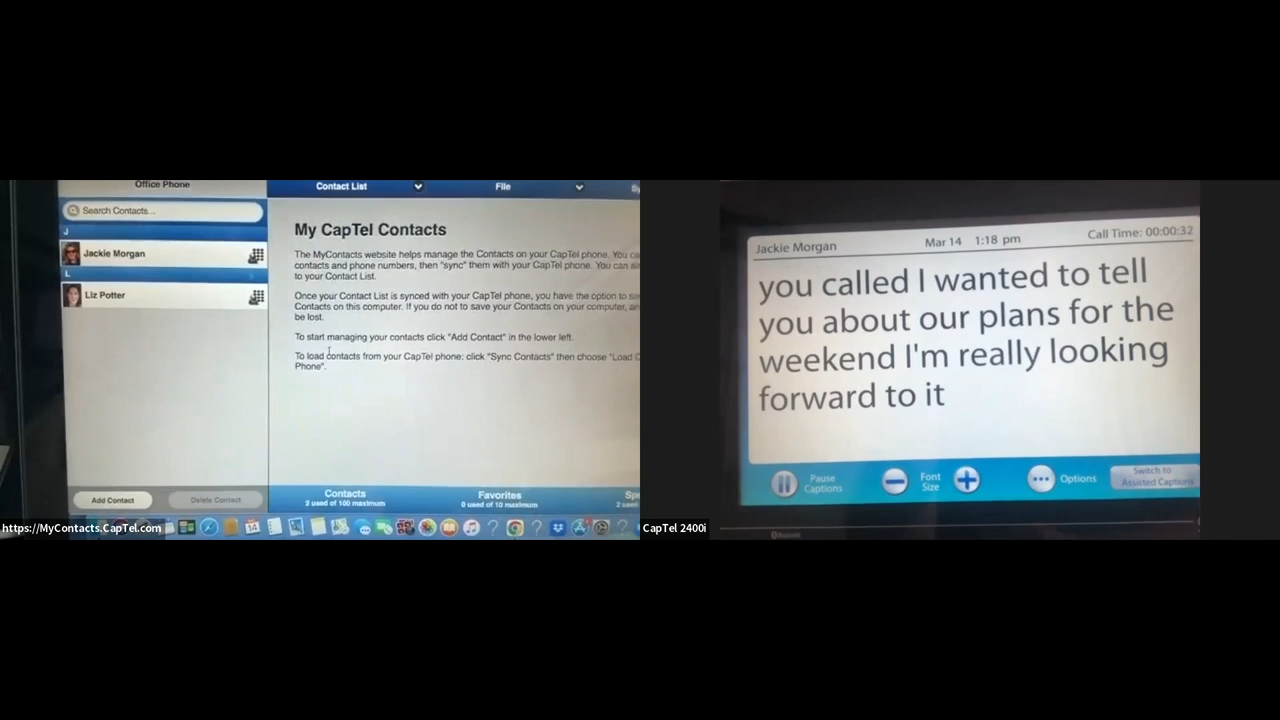 Office Phone
Contact List
File
Search Contacts...
J
Jackie Morgan
L
Liz Potter
My CapTel Contacts
The MyContacts website helps manage the Contacts on your CapTel phone. You
contacts and phone numbers, then "sync" them with your CapTel phone. You can
to your Contact List.
Once your Contact List is synced with your CapTel phone, you have the option to
Contacts on this computer. If you do not to save your Contacts on your computer,
be lost.
To start managing your contacts click "Add Contact" in the lower left.
To load contacts from your CapTel phone: click "Sync Contacts" then choose "Load
Phone".
Add Contact
Delete Contact
Contacts
2 used of 100 maximum
Favorites
0 used of 10 maximum
https://MyContacts.CapTel.com
Jackie Morgan
Mar 14 1:18 pm
Call Time: 00:00:32
you called I wanted to tell
you about our plans for the
weekend I'm really looking
forward to it
Pause
Captions
Font
Size
Options
Switch to
Assisted Captions
CapTel 2400i
Bluetooth